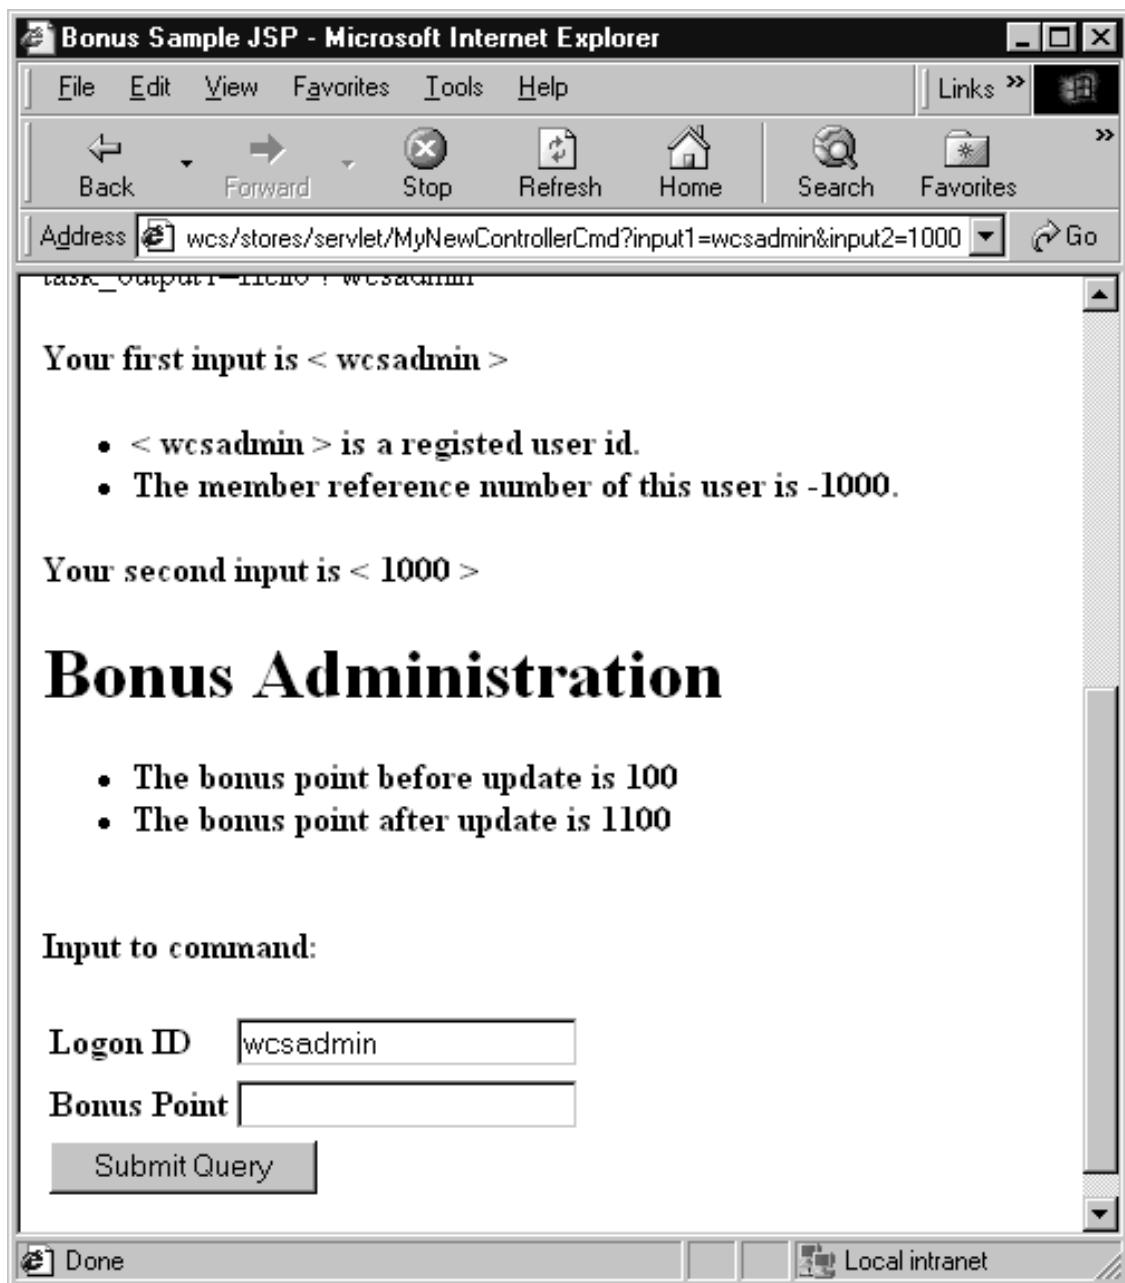 Bonus Sample JSP - Microsoft Internet Explorer
File Edit View Favorites Tools Help Links »
Back Forward Stop Refresh Home Search Favorites »
Address wcs/stores/servlet/MyNewControllerCmd?input1=wcsadmin&input2=1000 Go
task_output1=Hello ! wcsadmin
Your first input is < wcsadmin >
• < wcsadmin > is a registed user id.
• The member reference number of this user is -1000.
Your second input is < 1000 >
Bonus Administration
• The bonus point before update is 100
• The bonus point after update is 1100
Input to command:
Logon ID wcsadmin
Bonus Point
Submit Query
Done Local intranet